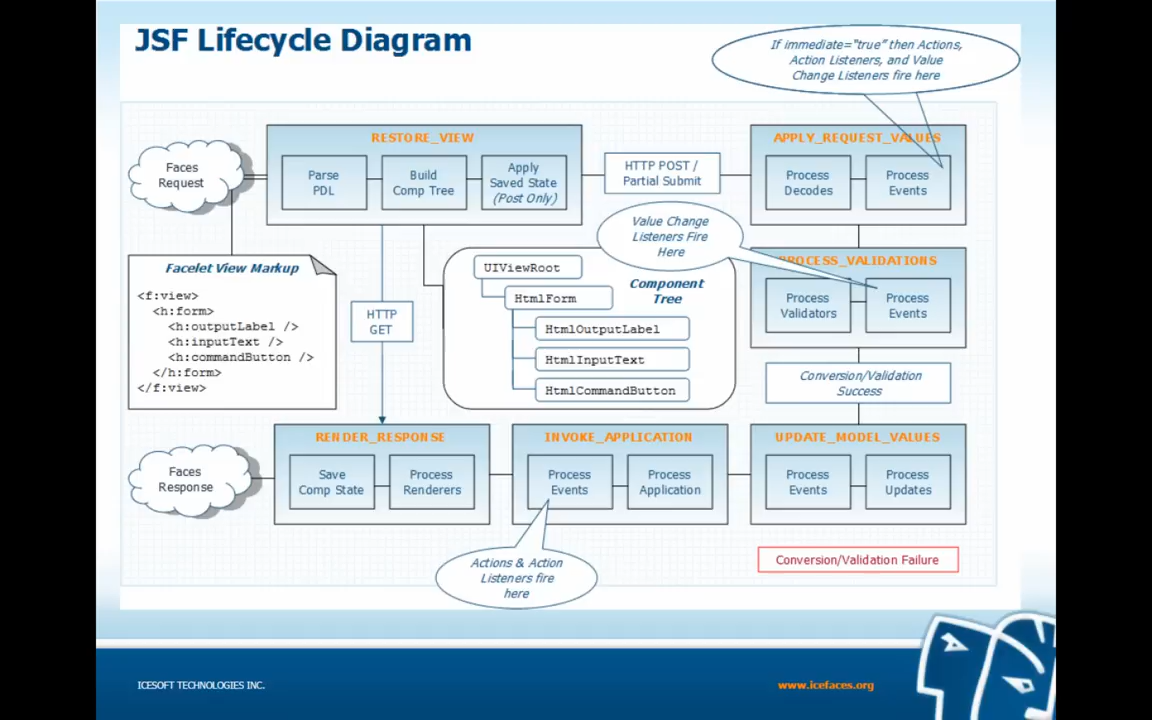 JSF Lifecycle Diagram
If immediate="true" then Actions,
Action Listeners, and Value
Change Listeners fire here
Faces
Request
RESTORE_VIEW
Parse
PDL
Build
Comp Tree
Apply
Saved State
(Post Only)
HTTP POST /
Partial Submit
APPLY_REQUEST_VALUES
Process
Decodes
Process
Events
Value Change
Listeners Fire
Here
PROCESS_VALIDATIONS
Process
Validators
Process
Events
Facelet View Markup
<f:view>
<h:form>
<h:outputLabel />
<h:inputText />
<h:commandButton />
</h:form>
</f:view>
HTTP
GET
UIViewRoot
HtmlForm
HtmlOutputLabel
HtmlInputText
HtmlCommandButton
Component
Tree
Conversion/Validation
Success
Faces
Response
RENDER_RESPONSE
Save
Comp State
Process
Renderers
INVOKE_APPLICATION
Process
Events
Process
Application
UPDATE_MODEL_VALUES
Process
Events
Process
Updates
Actions & Action
Listeners fire
here
Conversion/Validation Failure
ICESOFT TECHNOLOGIES INC.
www.icefaces.org